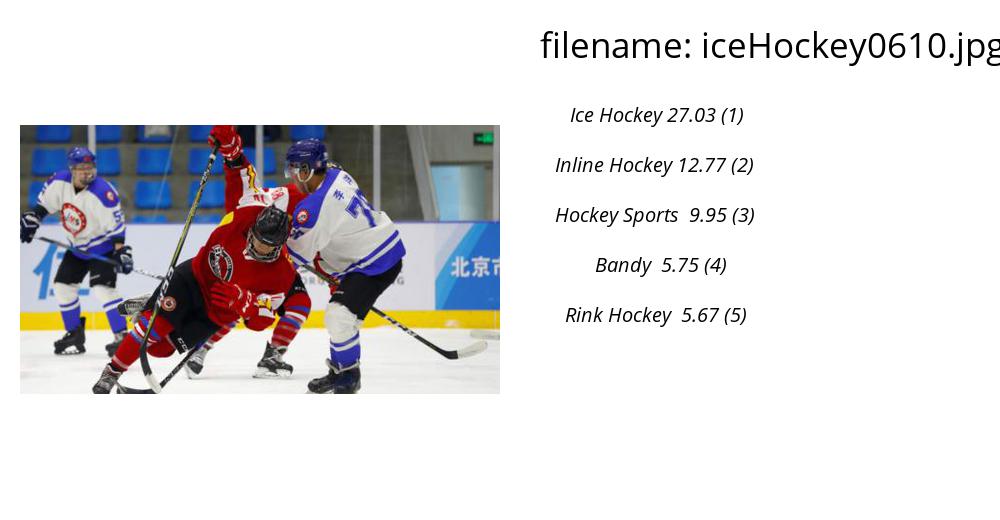 filename: iceHockey0610.jpg
Ice Hockey 27.03 (1)
Inline Hockey 12.77 (2)
Hockey Sports 9.95 (3)
Bandy 5.75 (4)
Rink Hockey 5.67 (5)
北京市